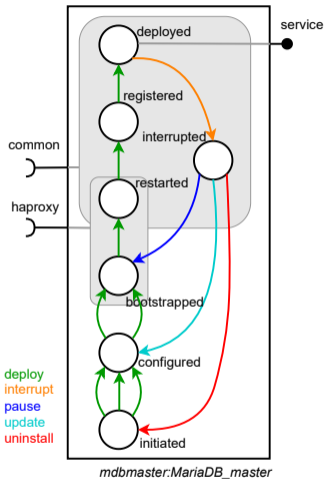 deployed
service
registered
interrupted
common
restarted
haproxy
bootstrapped
configured
deploy
interrupt
pause
update
uninstall
initiated
mdbmaster:MariaDB_master